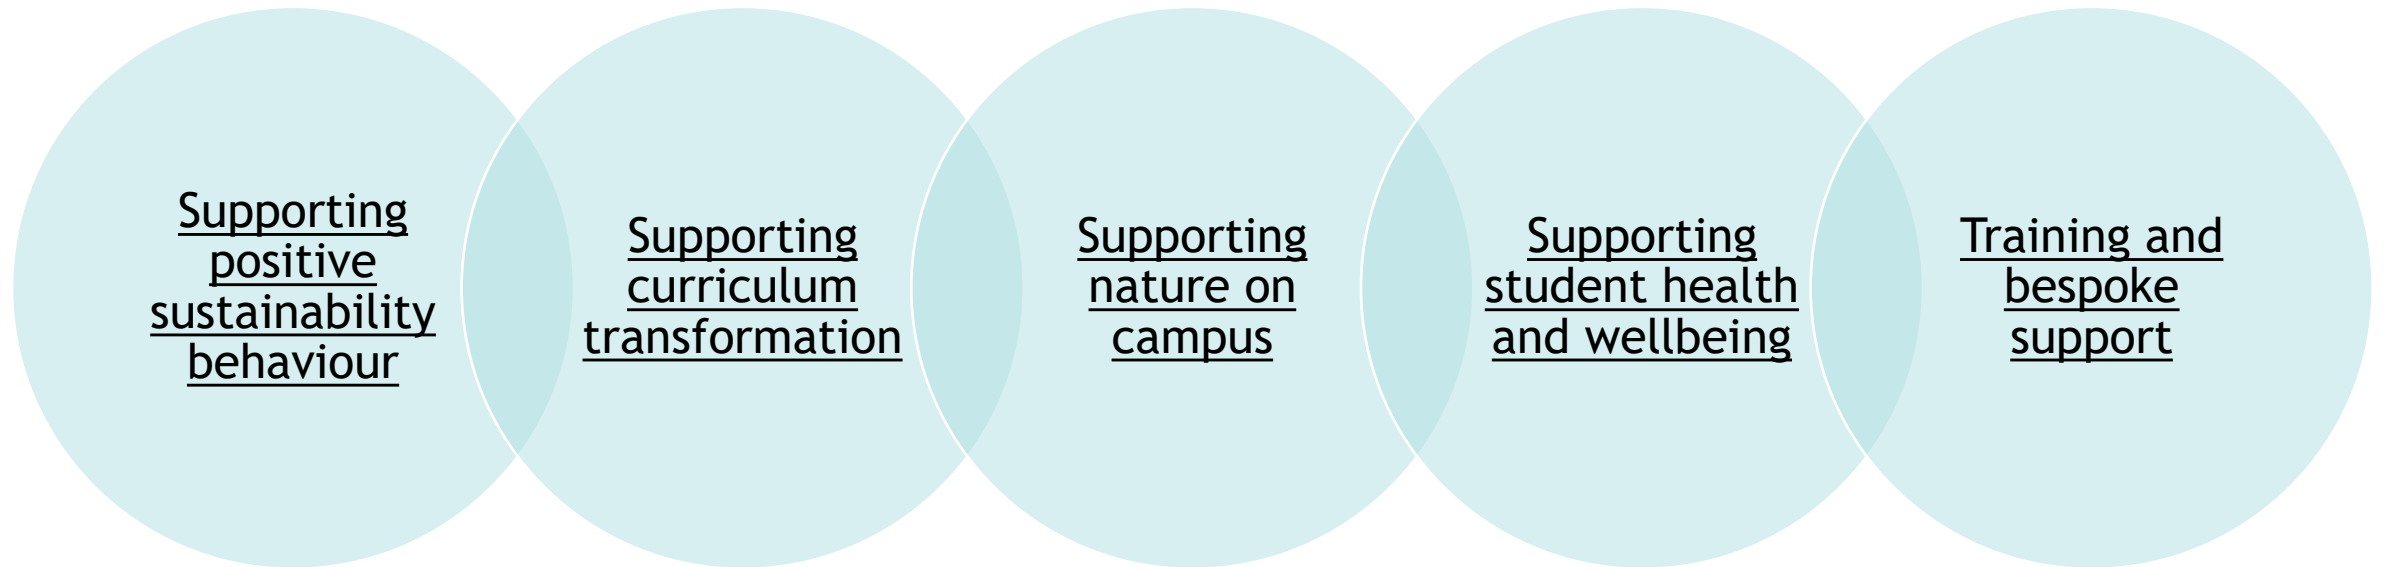 Supporting
positive
sustainability
behaviour
Supporting
curriculum
transformation
Supporting
nature on
campus
Supporting
student health
and wellbeing
Training and
bespoke
support